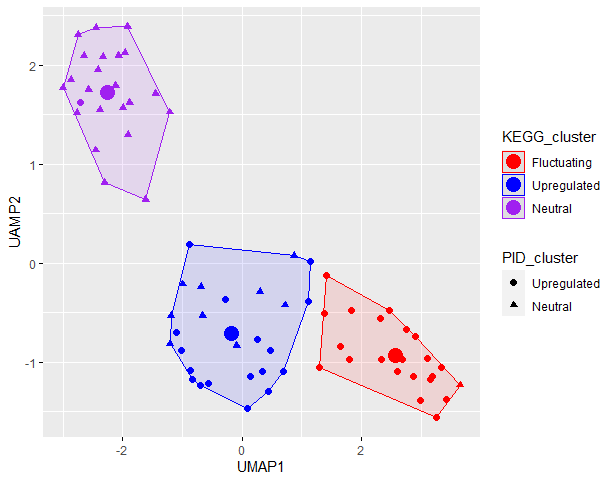 2
1
0
-1
UAMP2
-2
0
2
UMAP1
KEGG_cluster
Fluctuating
Upregulated
Neutral
PID_cluster
Upregulated
Neutral